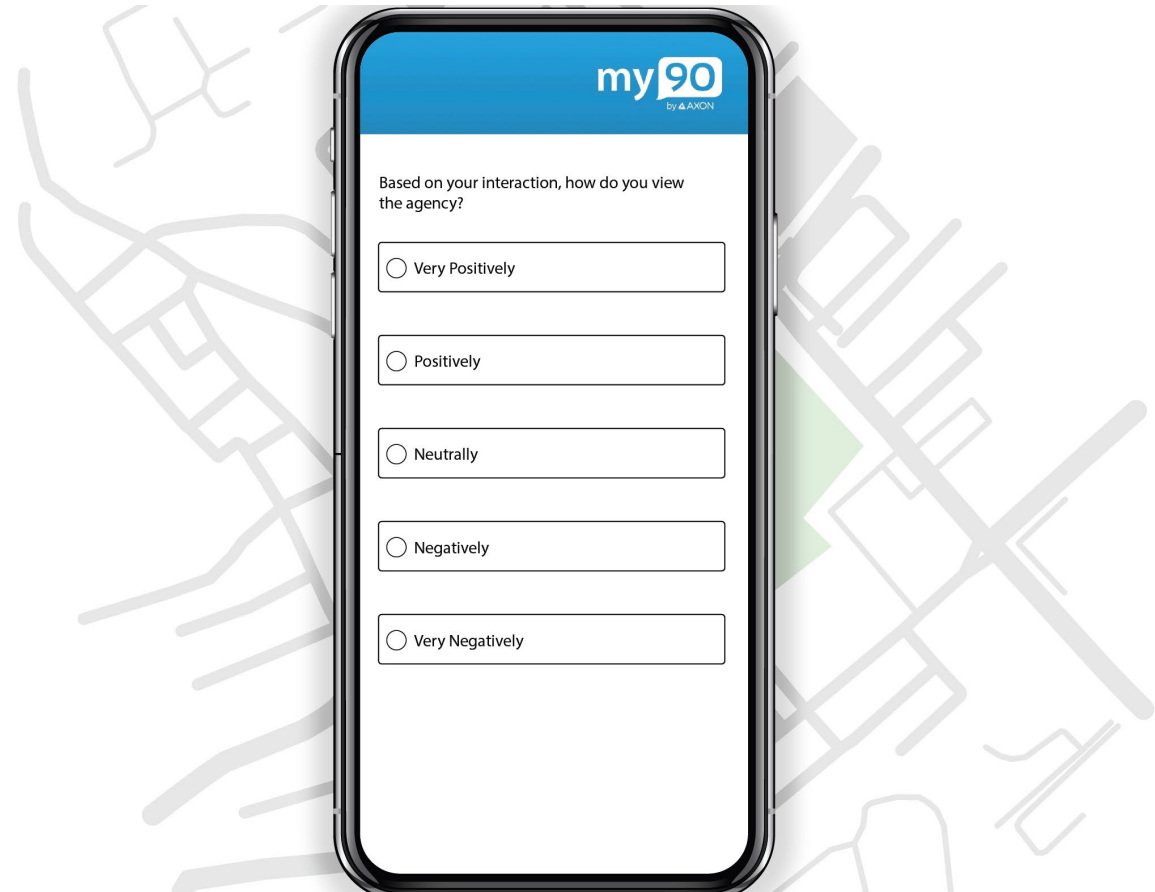 my90
by AXON
Based on your interaction, how do you view
the agency?
Very Positively
Positively
Neutrally
Negatively
Very Negatively